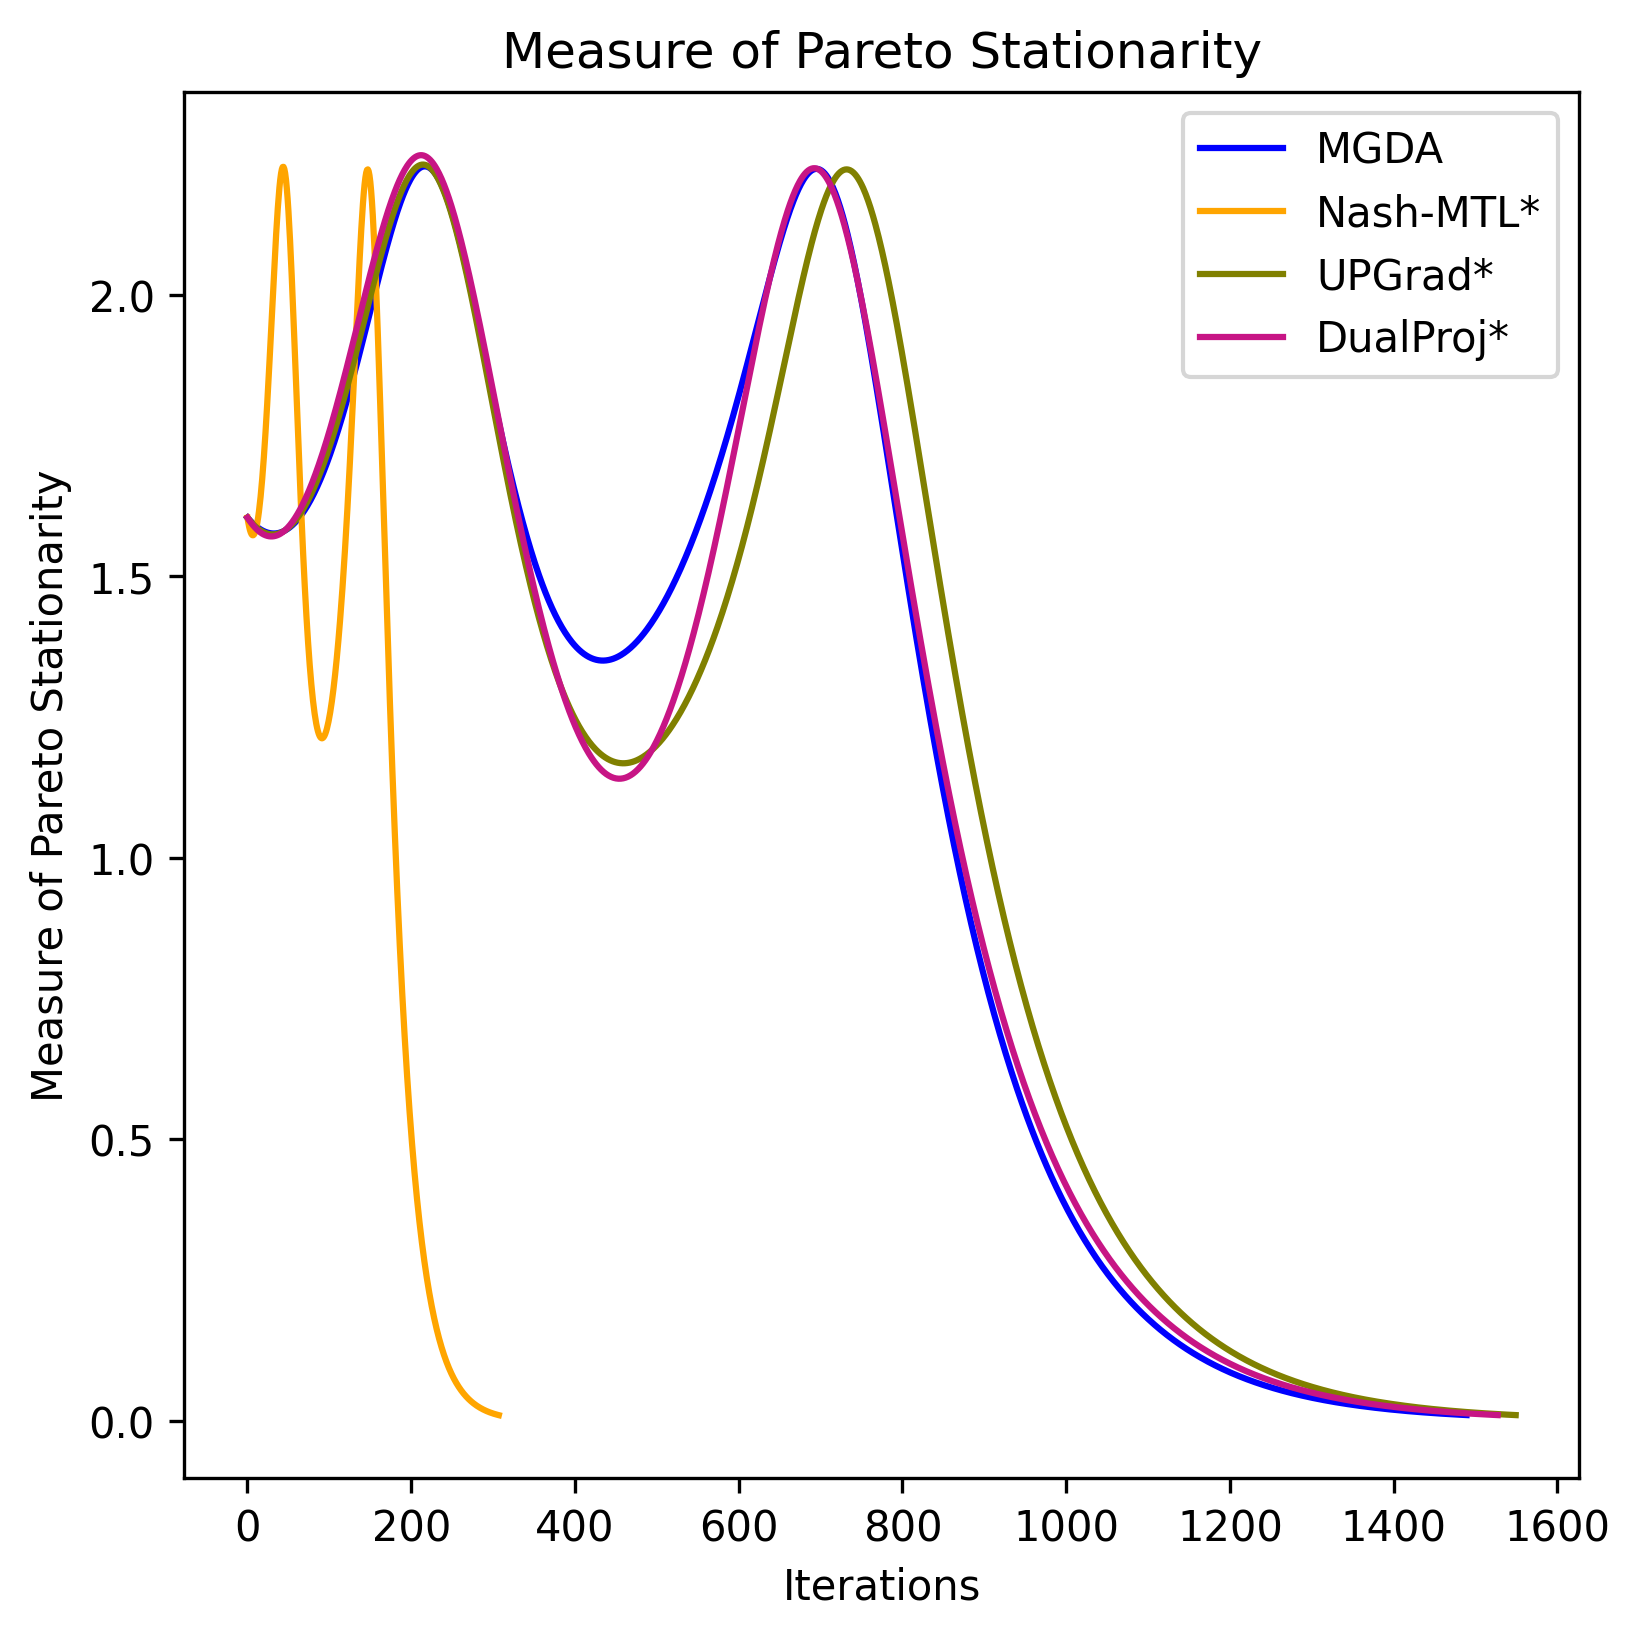 Measure of Pareto Stationarity
MGDA
Nash-MTL*
UPGrad*
DualProj*
Measure of Pareto Stationarity
2.0
1.5
1.0
0.5
0.0
0 200 400 600 800 1000 1200 1400 1600
Iterations